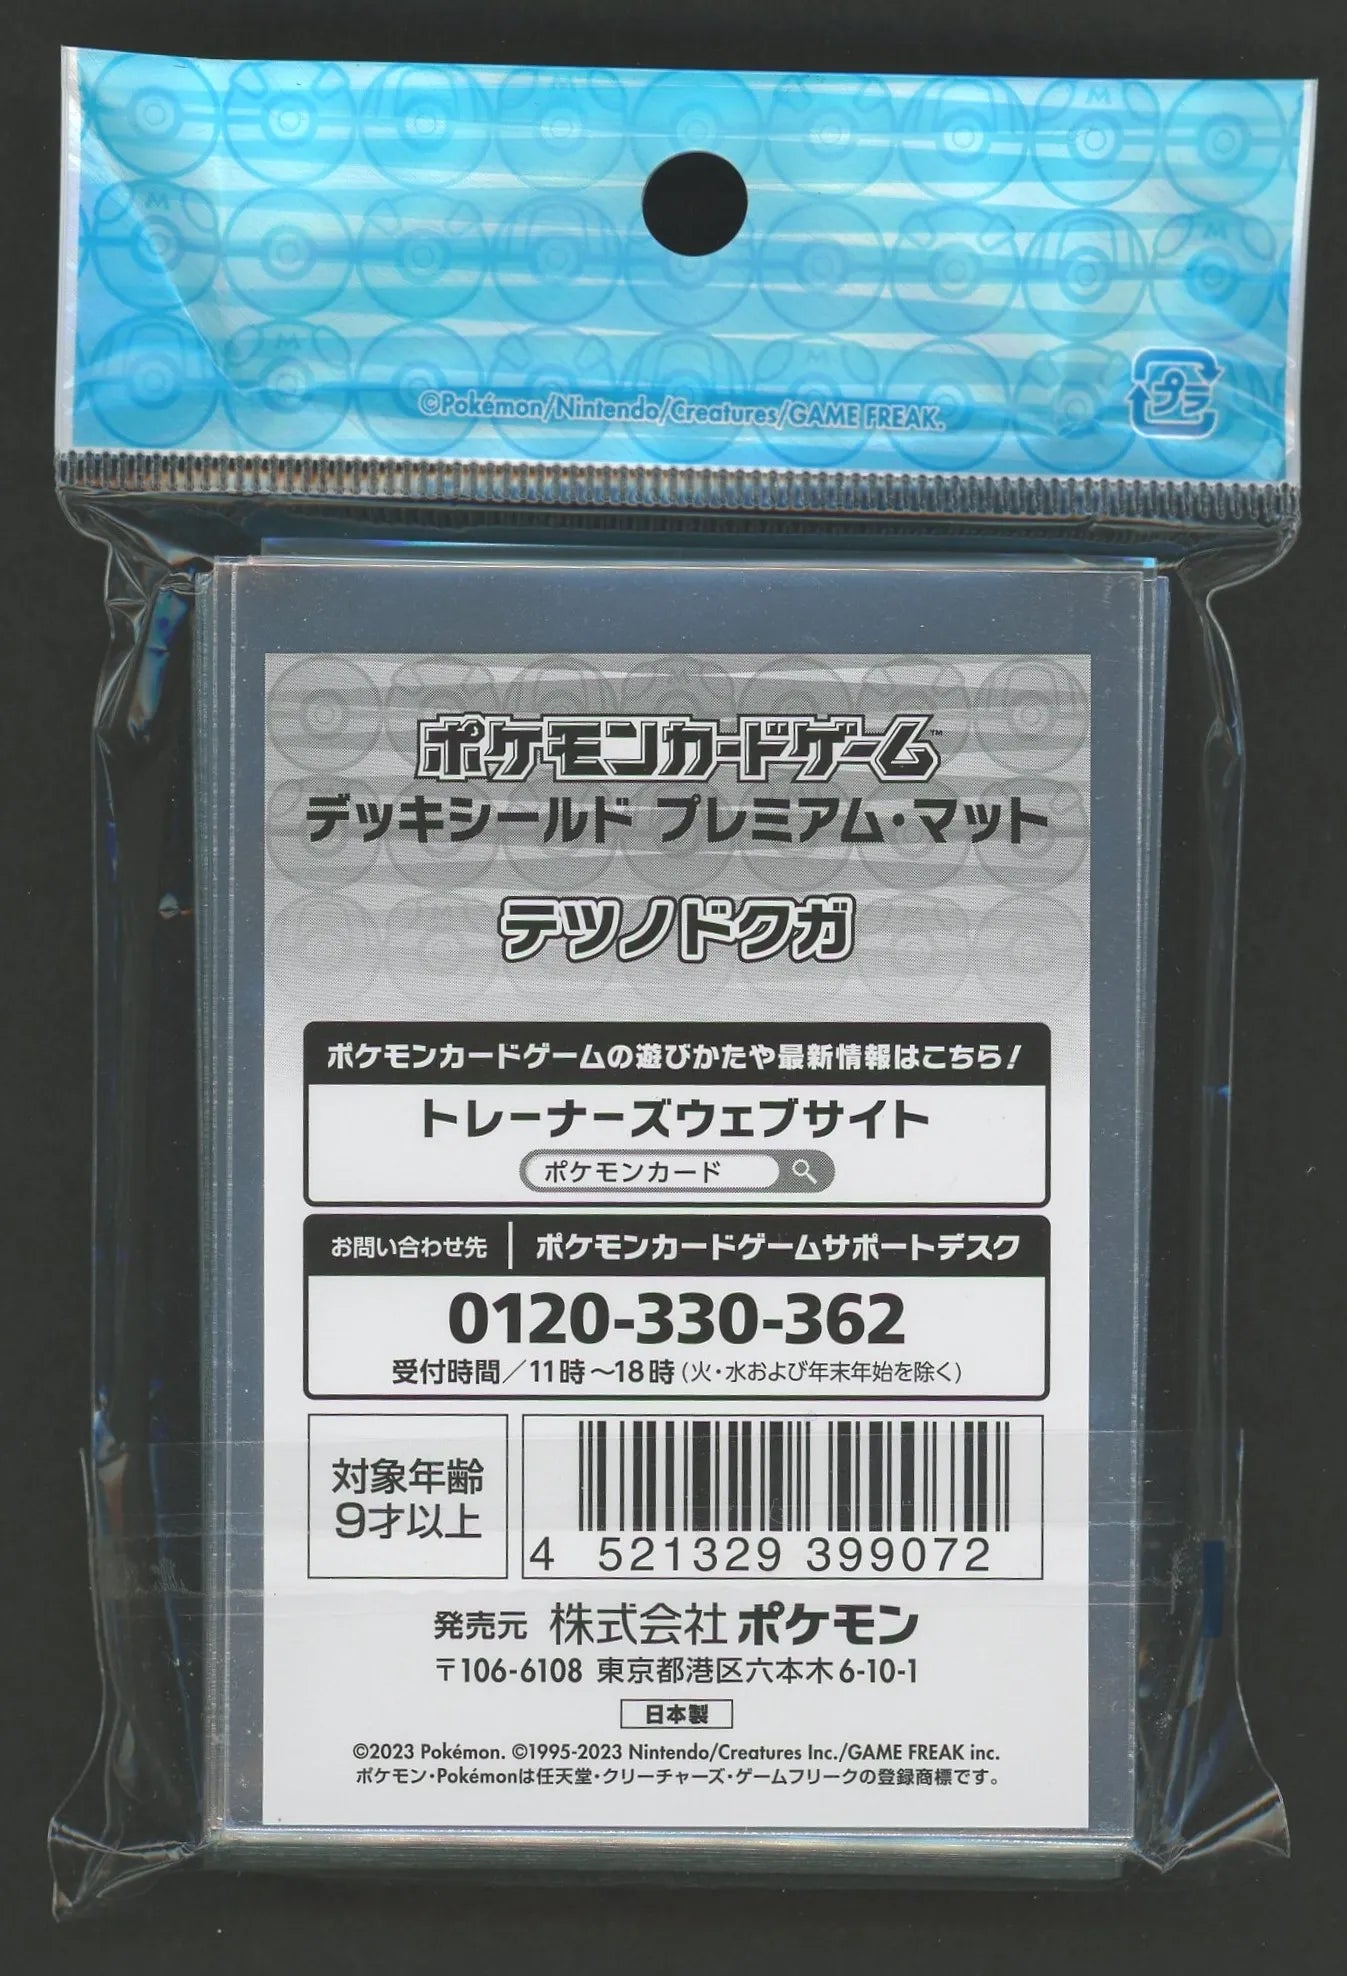 ©Pokémon/Nintendo/Creatures/GAME FREAK.
プラ
ポケモンカードゲーム™
デッキシールド プレミアム・マット
テツノドクガ
ポケモンカードゲームの遊びかたや最新情報はこちら!
トレーナーズウェブサイト
ポケモンカード
お問い合わせ先 ポケモンカードゲームサポートデスク
0120-330-362
受付時間/11時~18時(火・水および年末年始を除く)
対象年齢
9才以上
4 521329 399072
発売元 株式会社ポケモン
〒106-6108 東京都港区六本木6-10-1
日本製
©2023 Pokémon. ©1995-2023 Nintendo/Creatures Inc./GAME FREAK inc.
ポケモン・Pokémonは任天堂・クリーチャーズ・ゲームフリークの登録商標です。